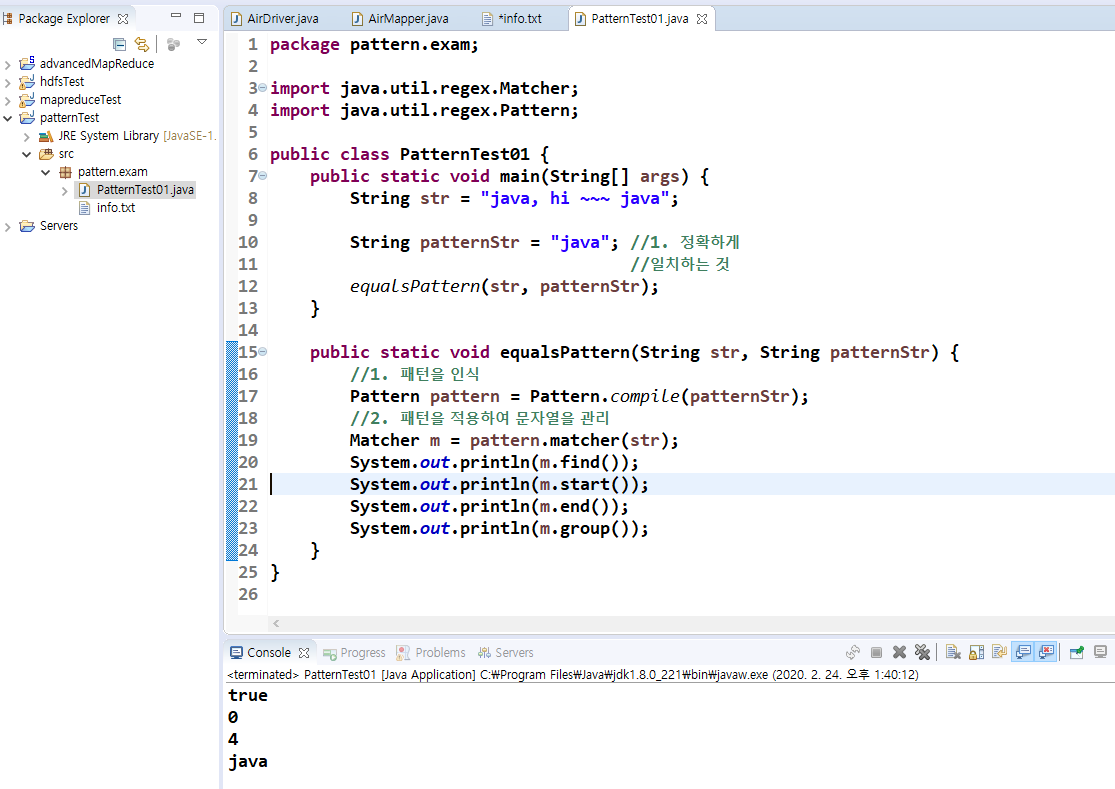 Package Explorer
advancedMapReduce
hdfsTest
mapreduceTest
patternTest
JRE System Library [JavaSE-1.
src
pattern.exam
PatternTest01.java
info.txt
Servers
AirDriver.java AirMapper.java *info.txt PatternTest01.java
1 package pattern.exam;
2
3 import java.util.regex.Matcher;
4 import java.util.regex.Pattern;
5
6 public class PatternTest01 {
7 public static void main(String[] args) {
8 String str = "java, hi ~~~ java";
9
10 String patternStr = "java"; //1. 정확하게
11 //일치하는 것
12 equalsPattern(str, patternStr);
13 }
14
15 public static void equalsPattern(String str, String patternStr) {
16 //1. 패턴을 인식
17 Pattern pattern = Pattern.compile(patternStr);
18 //2. 패턴을 적용하여 문자열을 관리
19 Matcher m = pattern.matcher(str);
20 System.out.println(m.find());
21 System.out.println(m.start());
22 System.out.println(m.end());
23 System.out.println(m.group());
24 }
25 }
26
Console Progress Problems Servers
<terminated> PatternTest01 [Java Application] C:₩Program Files₩Java₩jdk1.8.0_221₩bin₩javaw.exe (2020. 2. 24. 오후 1:40:12)
true
0
4
java